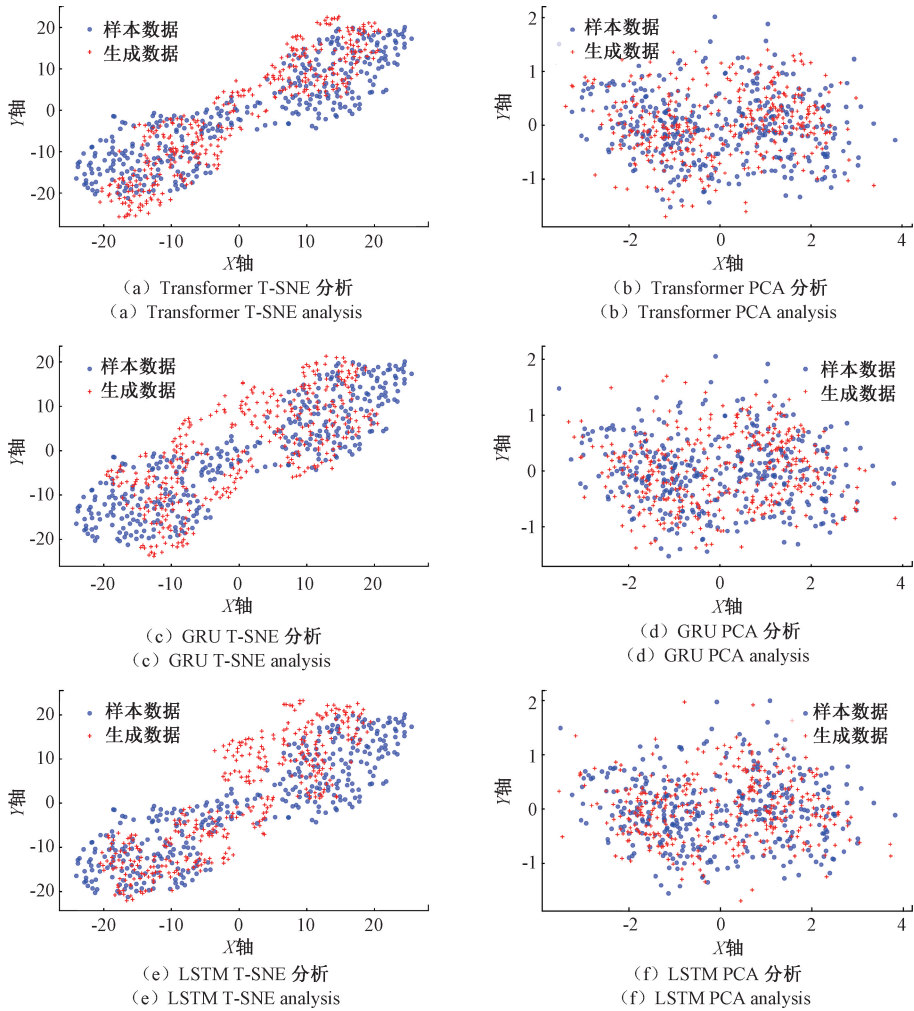 样本数据
生成数据
20
10
0
-10
-20
Y轴
-20 -10 0 10 20
X轴
(a) Transformer T-SNE 分析
(a) Transformer T-SNE analysis
样本数据
生成数据
2
1
0
-1
Y轴
-2 0 2 4
X轴
(b) Transformer PCA 分析
(b) Transformer PCA analysis
样本数据
生成数据
20
10
0
-10
-20
Y轴
-20 -10 0 10 20
X轴
(c) GRU T-SNE 分析
(c) GRU T-SNE analysis
样本数据
生成数据
2
1
0
-1
Y轴
-2 0 2 4
X轴
(d) GRU PCA 分析
(d) GRU PCA analysis
样本数据
生成数据
20
10
0
-10
-20
Y轴
-20 -10 0 10 20
X轴
(e) LSTM T-SNE 分析
(e) LSTM T-SNE analysis
样本数据
生成数据
2
1
0
-1
Y轴
-2 0 2 4
X轴
(f) LSTM PCA 分析
(f) LSTM PCA analysis